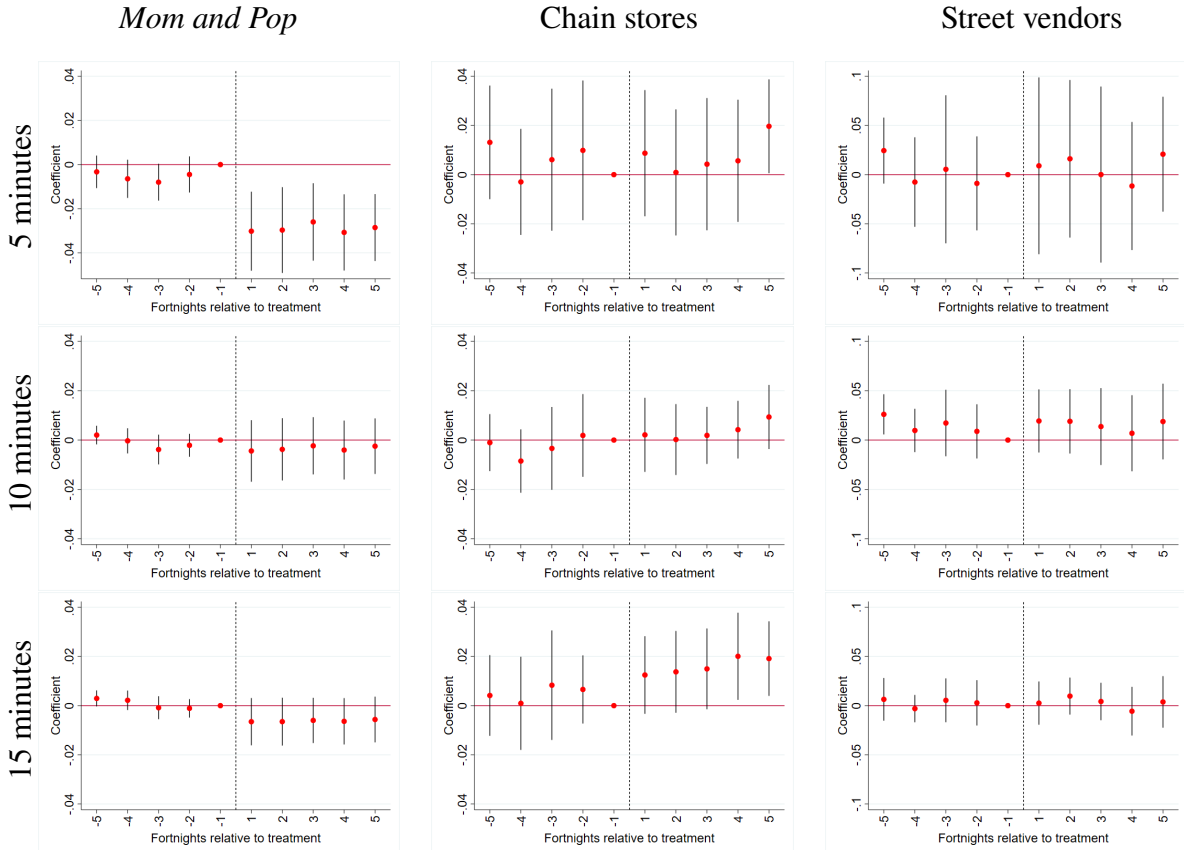 Mom and Pop
Chain stores
Street vendors
5 minutes
Coefficient
.04
.02
0
-.02
-.04
-5 -4 -3 -2 -1 1 2 3 4 5
Fortnights relative to treatment
Coefficient
.04
.02
0
-.02
-.04
-5 -4 -3 -2 -1 1 2 3 4 5
Fortnights relative to treatment
Coefficient
.1
.05
0
-.05
-.1
-5 -4 -3 -2 -1 1 2 3 4 5
Fortnights relative to treatment
10 minutes
Coefficient
.04
.02
0
-.02
-.04
-5 -4 -3 -2 -1 1 2 3 4 5
Fortnights relative to treatment
Coefficient
.04
.02
0
-.02
-.04
-5 -4 -3 -2 -1 1 2 3 4 5
Fortnights relative to treatment
Coefficient
.1
.05
0
-.05
-.1
-5 -4 -3 -2 -1 1 2 3 4 5
Fortnights relative to treatment
15 minutes
Coefficient
.04
.02
0
-.02
-.04
-5 -4 -3 -2 -1 1 2 3 4 5
Fortnights relative to treatment
Coefficient
.04
.02
0
-.02
-.04
-5 -4 -3 -2 -1 1 2 3 4 5
Fortnights relative to treatment
Coefficient
.1
.05
0
-.05
-.1
-5 -4 -3 -2 -1 1 2 3 4 5
Fortnights relative to treatment